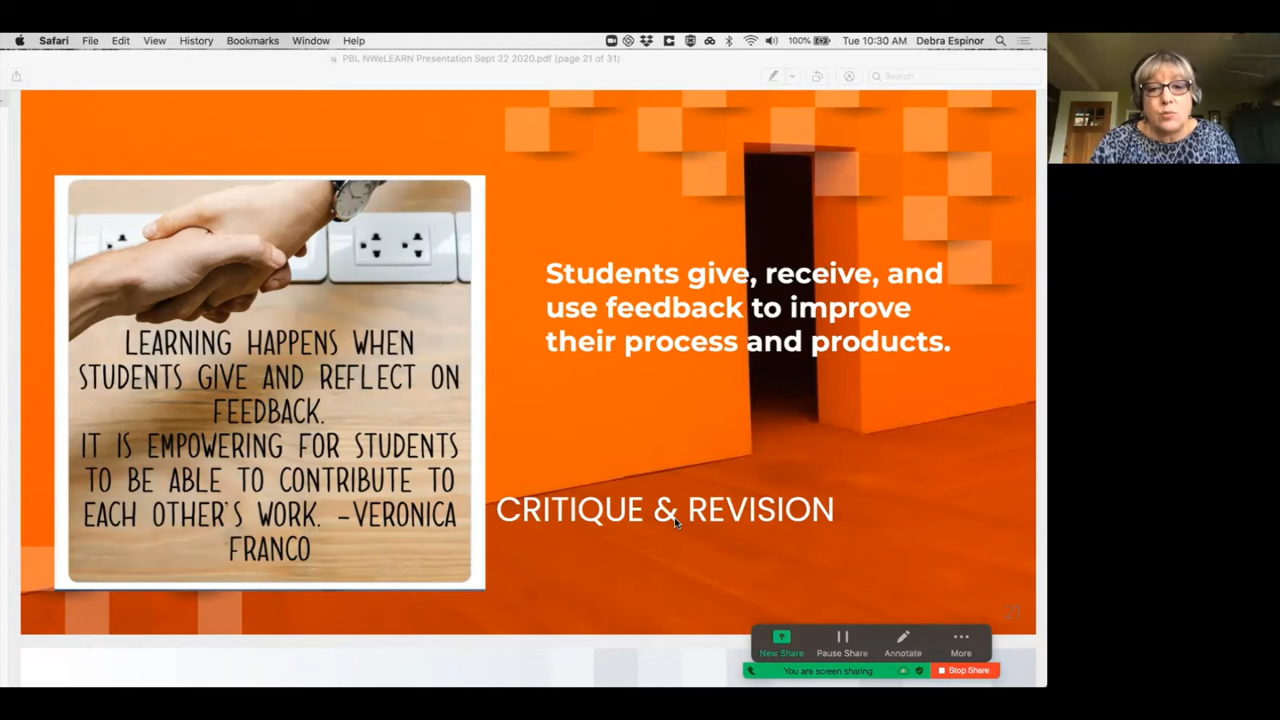 Safari File Edit View History Bookmarks Window Help 100% Tue 10:30 AM Debra Espinor
PBL NWeLEARN Presentation Sept 22 2020.pdf (page 21 of 31)
Search
LEARNING HAPPENS WHEN
STUDENTS GIVE AND REFLECT ON
FEEDBACK.
IT IS EMPOWERING FOR STUDENTS
TO BE ABLE TO CONTRIBUTE TO
EACH OTHER'S WORK. -VERONICA
FRANCO
Students give, receive, and
use feedback to improve
their process and products.
CRITIQUE & REVISION
21
New Share Pause Share Annotate More
You are screen sharing Stop Share